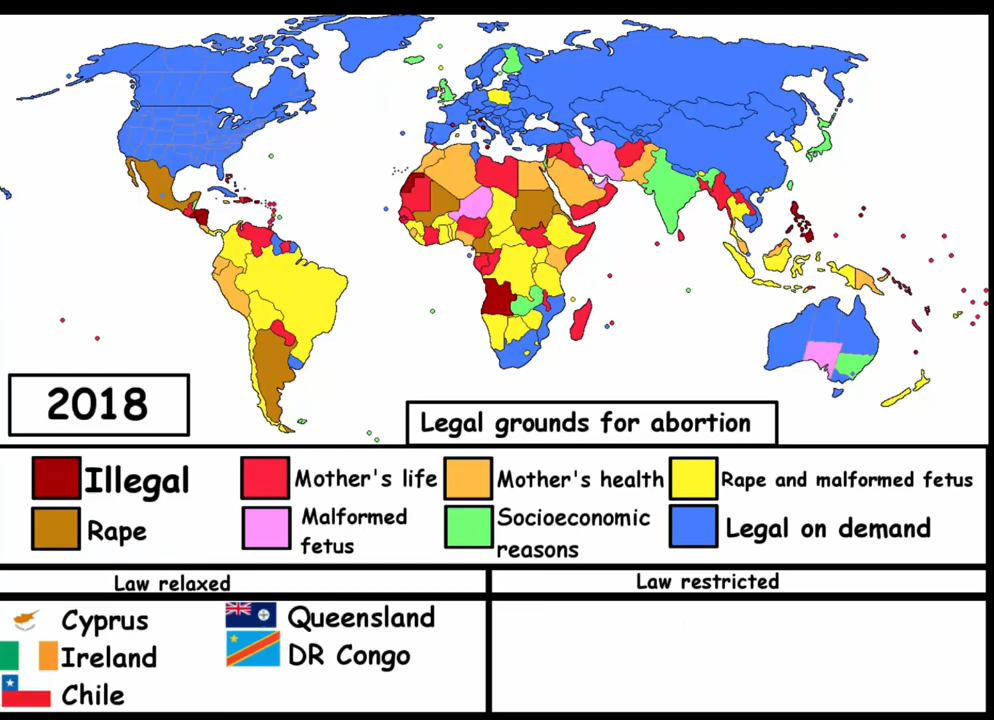 2018
Legal grounds for abortion
Illegal
Mother's life
Mother's health
Rape and malformed fetus
Rape
Malformed
fetus
Socioeconomic
reasons
Legal on demand
Law relaxed
Law restricted
Cyprus
Queensland
Ireland
DR Congo
Chile